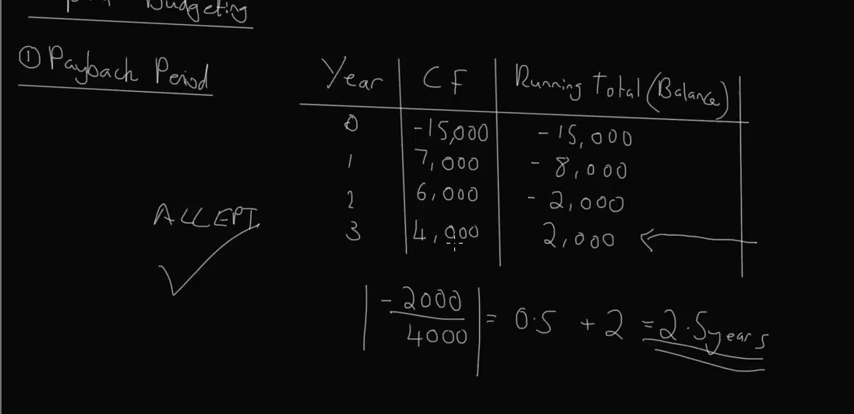 Budgeting
① Payback Period
Year CF Running Total (Balance)
0 -15,000 -15,000
1 7,000 -8,000
2 6,000 -2,000
3 4,000 2,000
ACCEPT
|-2000/4000| = 0.5 + 2 = 2.5 years